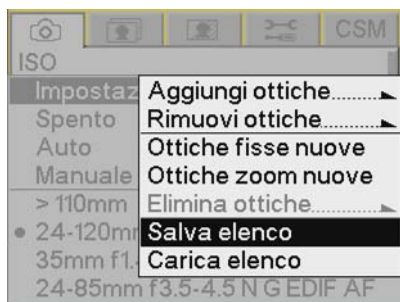 CSM
ISO
Impostaz
Spento
Auto
Manuale
> 110mm
24-120mm
35mm f1.
24-85mm f3.5-4.5 N G EDIF AF
Aggiungi ottiche
Rimuovi ottiche
Ottiche fisse nuove
Ottiche zoom nuove
Elimina ottiche
Salva elenco
Carica elenco